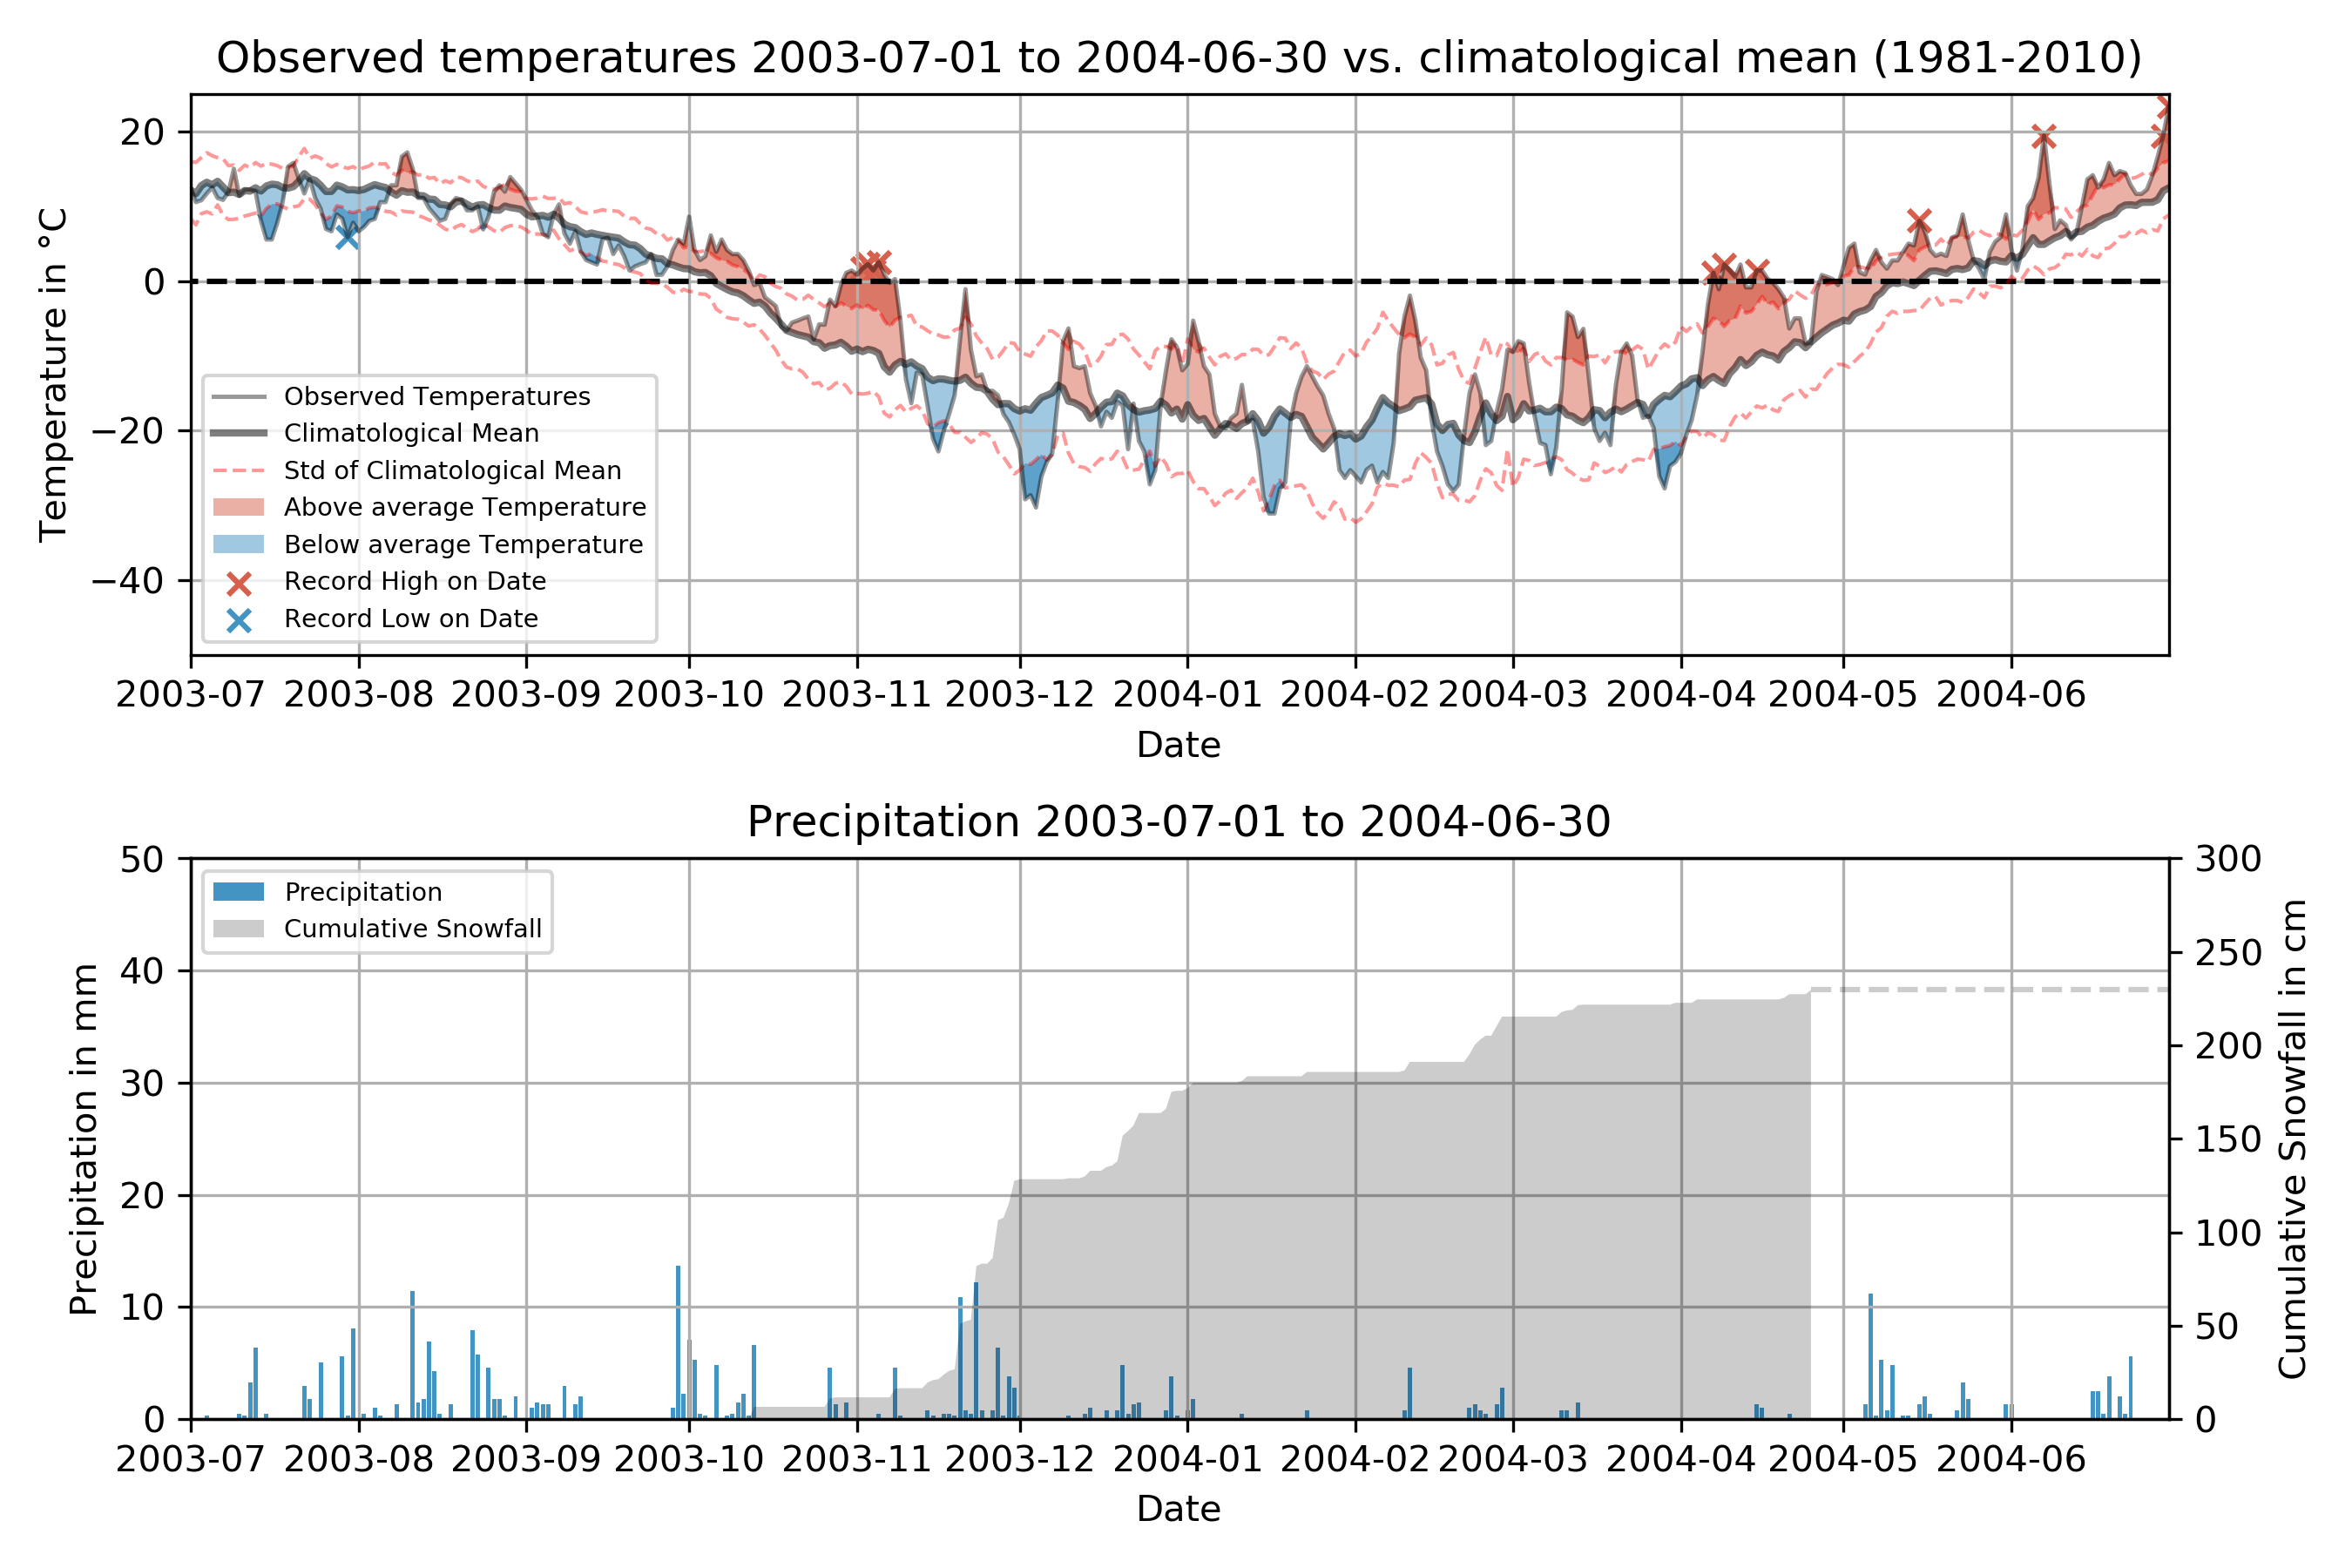 Observed temperatures 2003-07-01 to 2004-06-30 vs. climatological mean (1981-2010)
Temperature in °C
20
0
−20
−40
Observed Temperatures
Climatological Mean
Std of Climatological Mean
Above average Temperature
Below average Temperature
Record High on Date
Record Low on Date
2003-07 2003-08 2003-09 2003-10 2003-11 2003-12 2004-01 2004-02 2004-03 2004-04 2004-05 2004-06
Date
Precipitation 2003-07-01 to 2004-06-30
Precipitation in mm
50
40
30
20
10
0
Precipitation
Cumulative Snowfall
300
250
200
150
100
50
0
Cumulative Snowfall in cm
2003-07 2003-08 2003-09 2003-10 2003-11 2003-12 2004-01 2004-02 2004-03 2004-04 2004-05 2004-06
Date